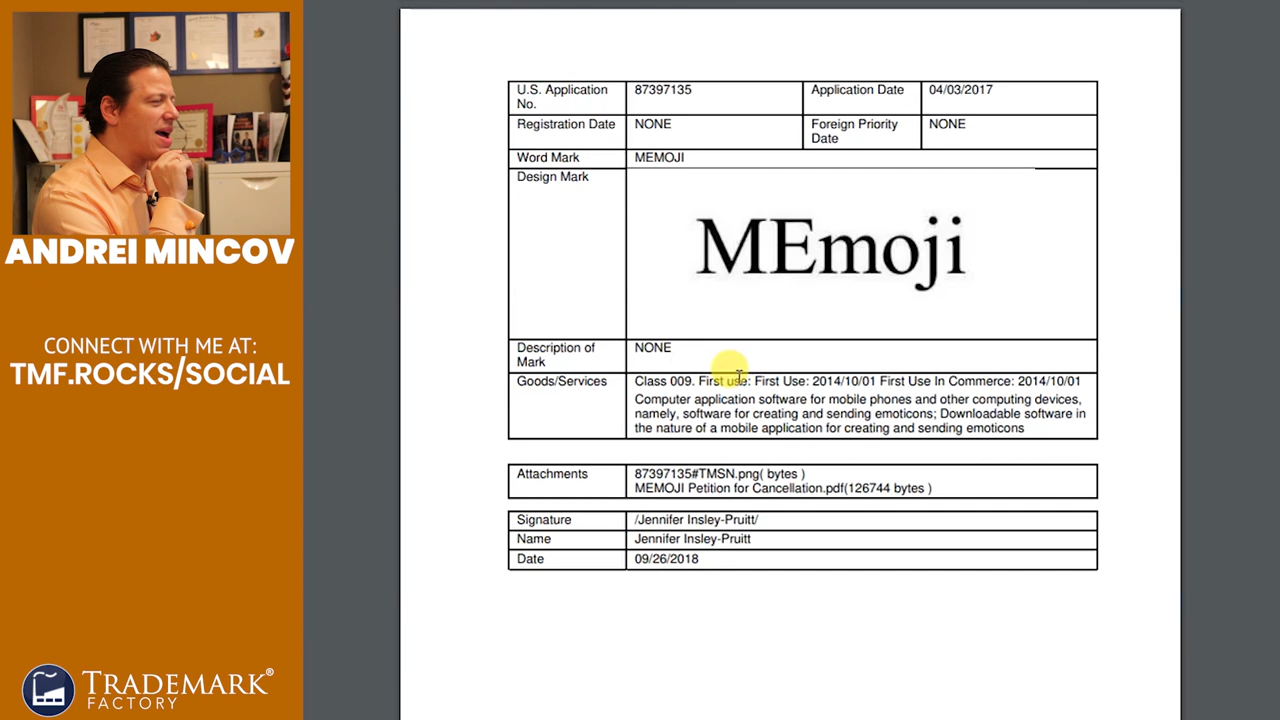 ANDREI MINCOV
CONNECT WITH ME AT:
TMF.ROCKS/SOCIAL
TRADEMARK®
FACTORY
U.S. Application No. 87397135 Application Date 04/03/2017
Registration Date NONE Foreign Priority Date NONE
Word Mark MEMOJI
Design Mark
MEmoji
Description of Mark NONE
Goods/Services Class 009. First use: First Use: 2014/10/01 First Use In Commerce: 2014/10/01
Computer application software for mobile phones and other computing devices,
namely, software for creating and sending emoticons; Downloadable software in
the nature of a mobile application for creating and sending emoticons
Attachments 87397135#TMSN.png( bytes )
MEMOJI Petition for Cancellation.pdf(126744 bytes )
Signature /Jennifer Insley-Pruitt/
Name Jennifer Insley-Pruitt
Date 09/26/2018